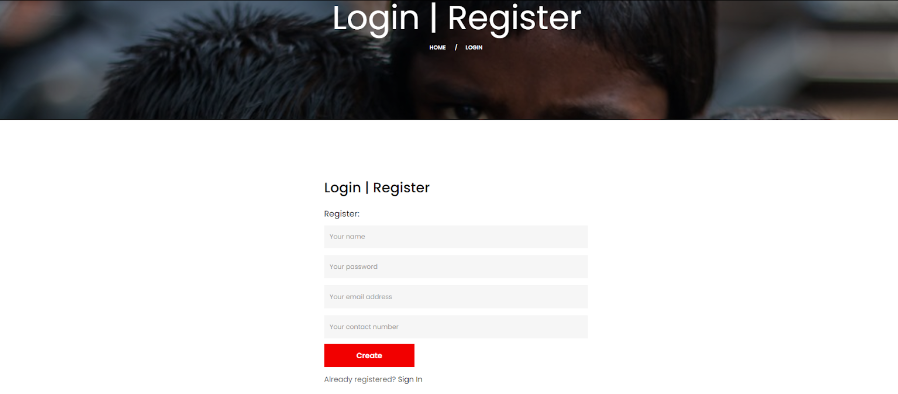 Login | Register
HOME / LOGIN
Login | Register
Register:
Your name
Your password
Your email address
Your contact number
Create
Already registered? Sign In